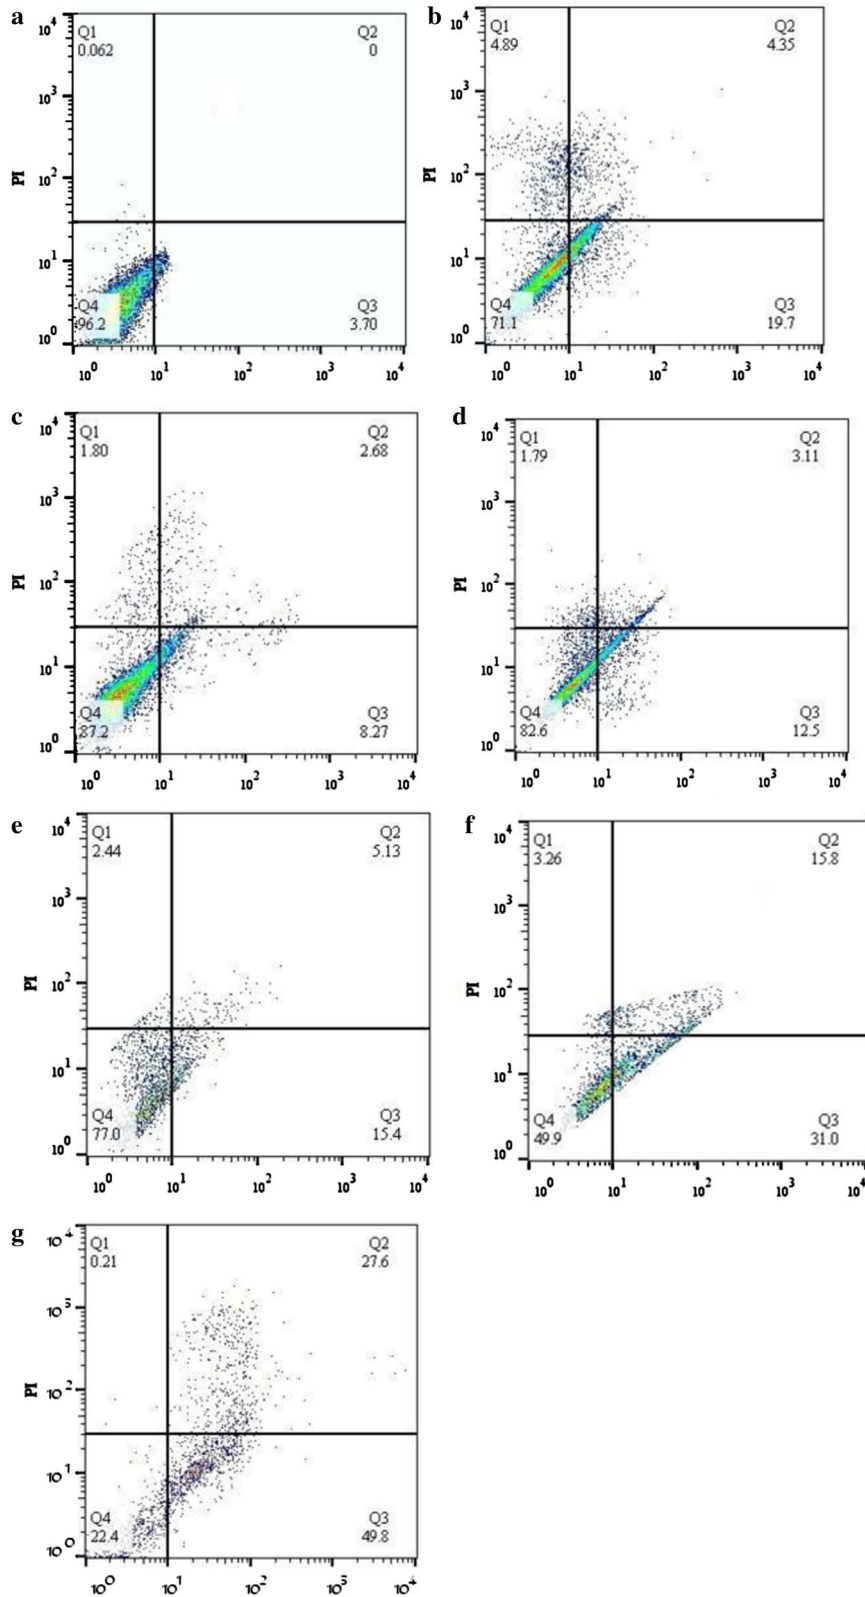 a
10⁴
Q1
0.062
Q2
0
10³
PI
10²
10¹
Q4
96.2
Q3
3.70
10⁰
10⁰ 10¹ 10² 10³ 10⁴
b
10⁴
Q1
4.89
Q2
4.35
10³
PI
10²
10¹
Q4
71.1
Q3
19.7
10⁰
10⁰ 10¹ 10² 10³ 10⁴
c
10⁴
Q1
1.80
Q2
2.68
10³
PI
10²
10¹
Q4
87.2
Q3
8.27
10⁰
10⁰ 10¹ 10² 10³ 10⁴
d
10⁴
Q1
1.79
Q2
3.11
10³
PI
10²
10¹
Q4
82.6
Q3
12.5
10⁰
10⁰ 10¹ 10² 10³ 10⁴
e
10⁴
Q1
2.44
Q2
5.13
10³
PI
10²
10¹
Q4
77.0
Q3
15.4
10⁰
10⁰ 10¹ 10² 10³ 10⁴
f
10⁴
Q1
3.26
Q2
15.8
10³
PI
10²
10¹
Q4
49.9
Q3
31.0
10⁰
10⁰ 10¹ 10² 10³ 10⁴
g
10⁴
Q1
0.21
Q2
27.6
PI
10²
10¹
Q4
22.4
Q3
49.8
10⁰
10⁰ 10¹ 10² 10⁴